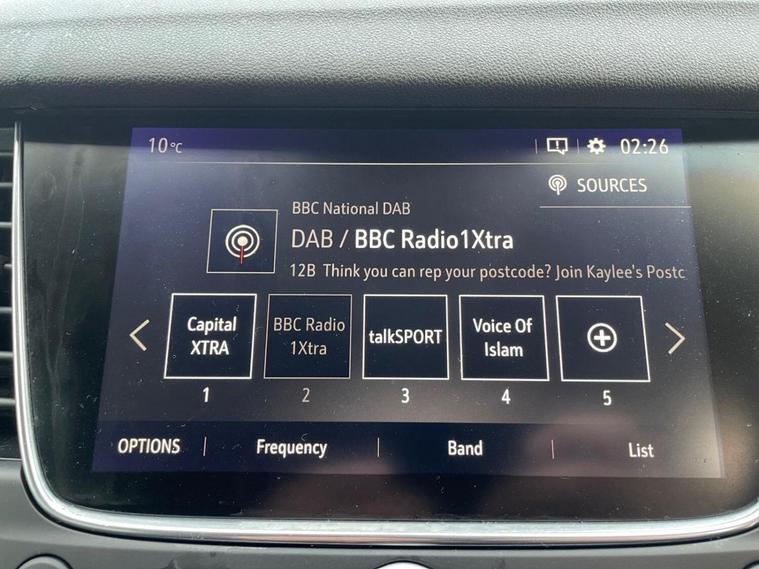 10°C
02:26
SOURCES
BBC National DAB
DAB / BBC Radio1Xtra
12B Think you can rep your postcode? Join Kaylee's Postc
Capital
XTRA
BBC Radio
1Xtra
talkSPORT
Voice Of
Islam
1
2
3
4
5
OPTIONS
Frequency
Band
List